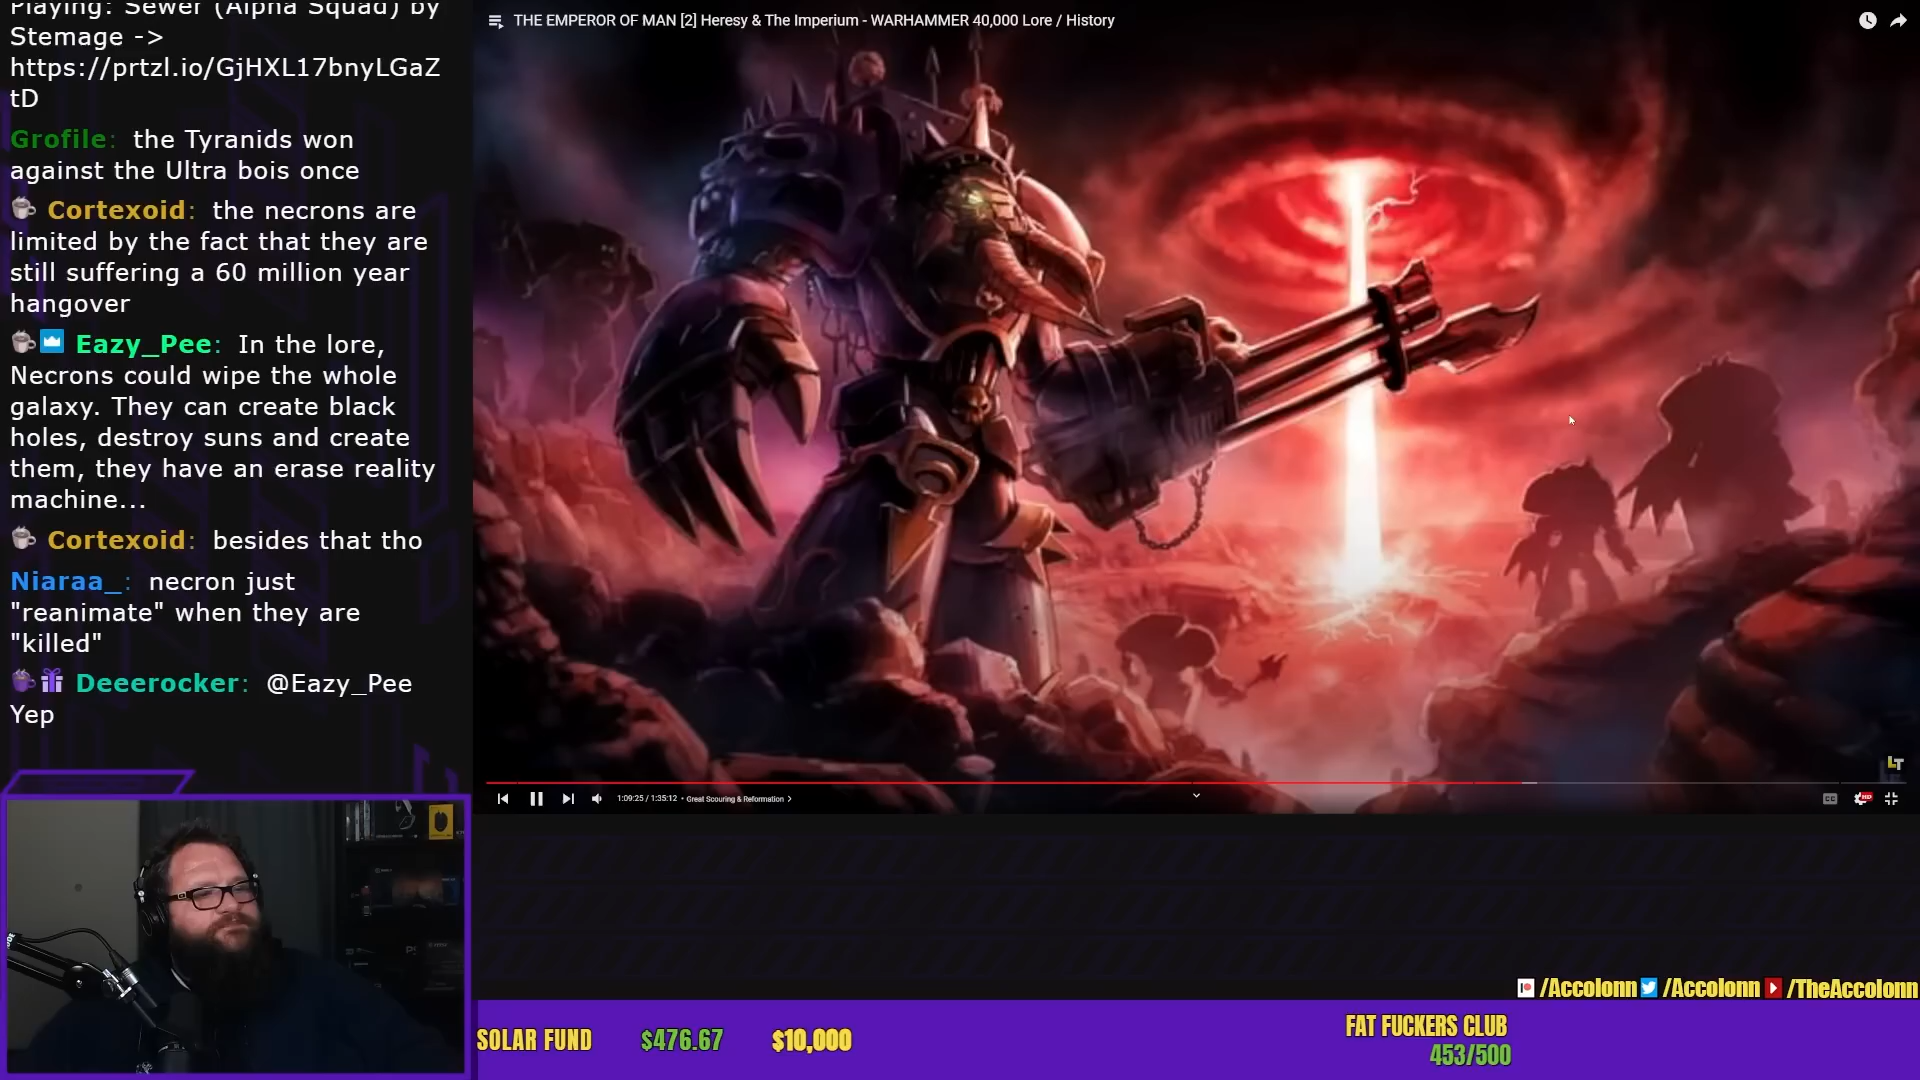 Playing: Sewer (Alpha Squad) by
Stemage ->
https://prtzl.io/GjHXL17bnyLGaZ
tD
Grofile: the Tyranids won
against the Ultra bois once
Cortexoid: the necrons are
limited by the fact that they are
still suffering a 60 million year
hangover
Eazy_Pee: In the lore,
Necrons could wipe the whole
galaxy. They can create black
holes, destroy suns and create
them, they have an erase reality
machine...
Cortexoid: besides that tho
Niaraa_: necron just
"reanimate" when they are
"killed"
Deeerocker: @Eazy_Pee
Yep
THE EMPEROR OF MAN [2] Heresy & The Imperium - WARHAMMER 40,000 Lore / History
LT
1:09:25 / 1:35:12 • Great Scouring & Reformation >
CC
HD
/Accolonn /Accolonn /TheAccolonn
SOLAR FUND $476.67 $10,000
FAT FUCKERS CLUB
453/500